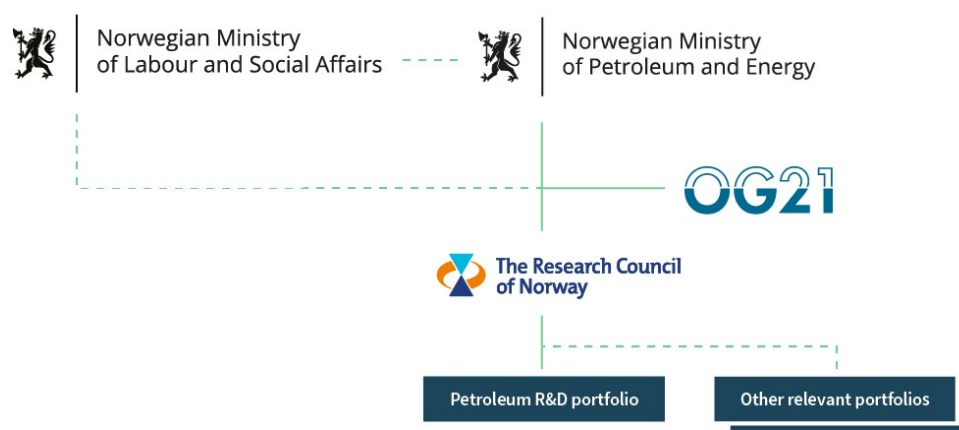 Norwegian Ministry
of Labour and Social Affairs
Norwegian Ministry
of Petroleum and Energy
OG21
The Research Council
of Norway
Petroleum R&D portfolio
Other relevant portfolios